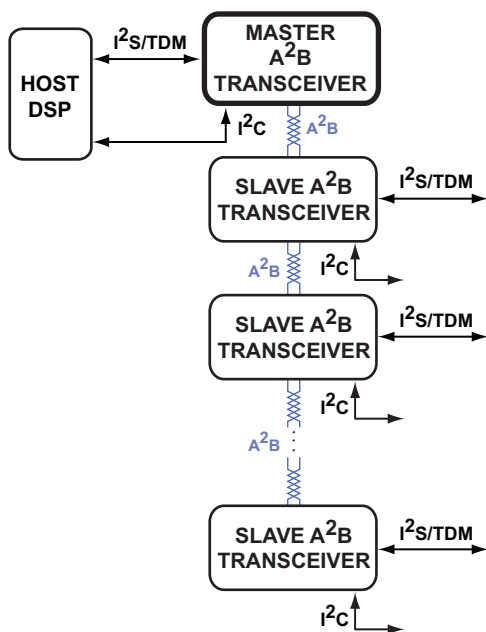 I²S/TDM
HOST
DSP
MASTER
A²B
TRANSCEIVER
I²C
A²B
SLAVE A²B
TRANSCEIVER
I²S/TDM
A²B
I²C
SLAVE A²B
TRANSCEIVER
I²S/TDM
I²C
A²B
SLAVE A²B
TRANSCEIVER
I²S/TDM
I²C